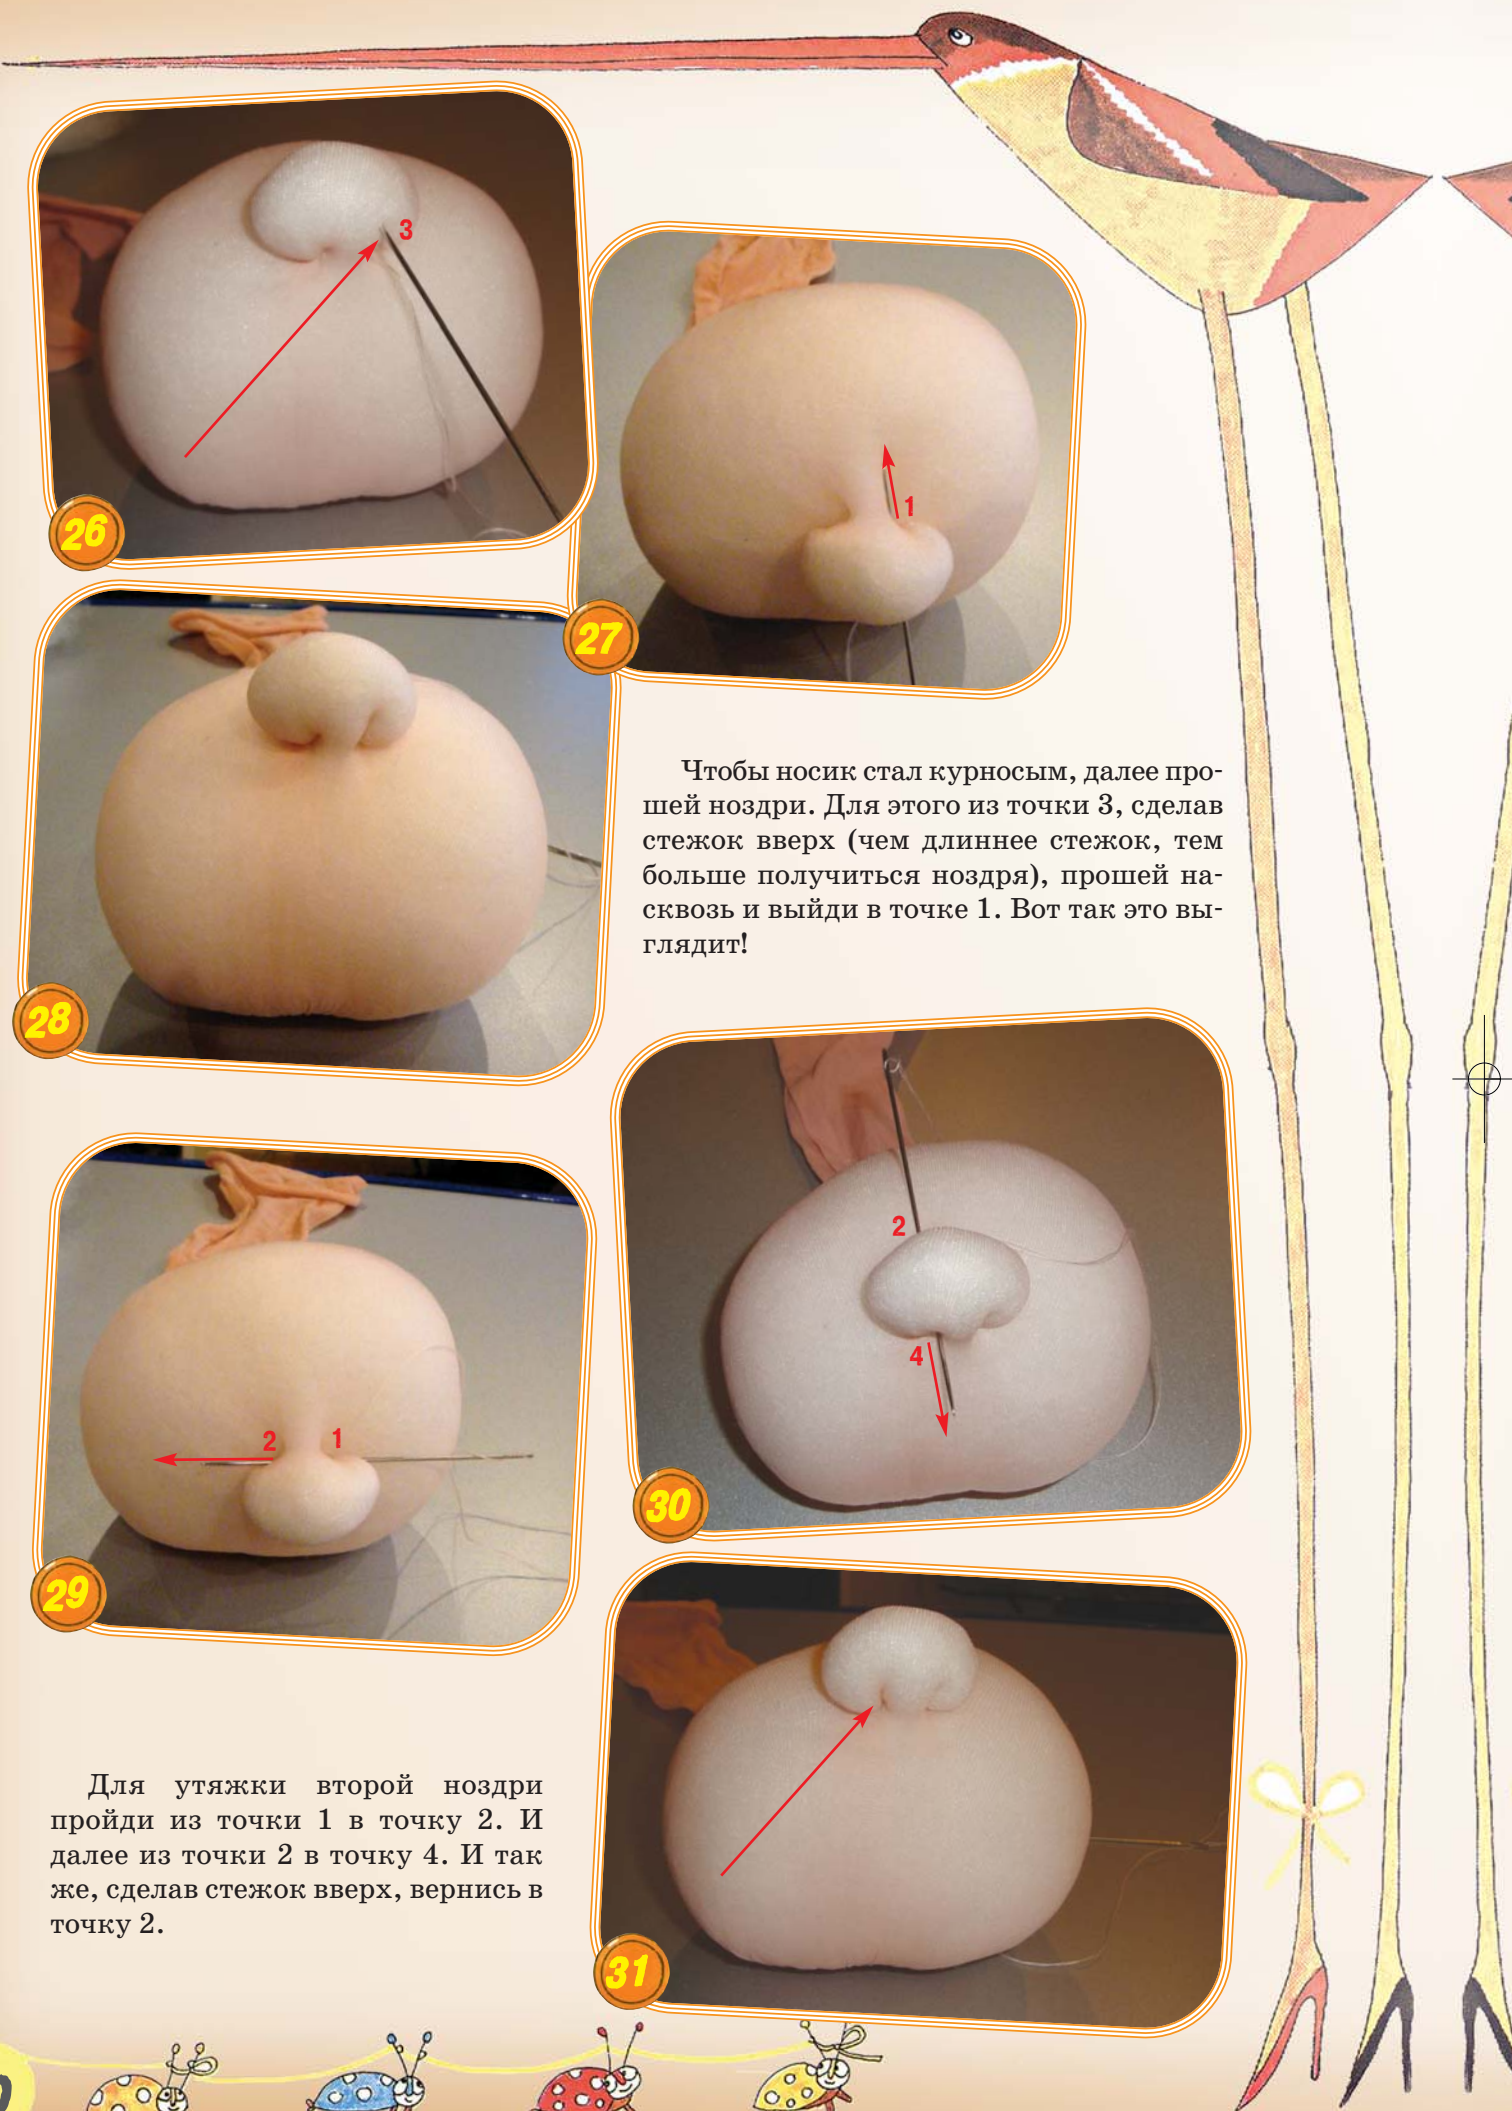 3
26
1
27
28
Чтобы носик стал курносым, далее про-
шей ноздри. Для этого из точки 3, сделав
стежок вверх (чем длиннее стежок, тем
больше получиться ноздря), прошей на-
сквозь и выйди в точке 1. Вот так это вы-
глядит!
2
4
30
2 1
29
31
Для утяжки второй ноздри
пройди из точки 1 в точку 2. И
далее из точки 2 в точку 4. И так
же, сделав стежок вверх, вернись в
точку 2.